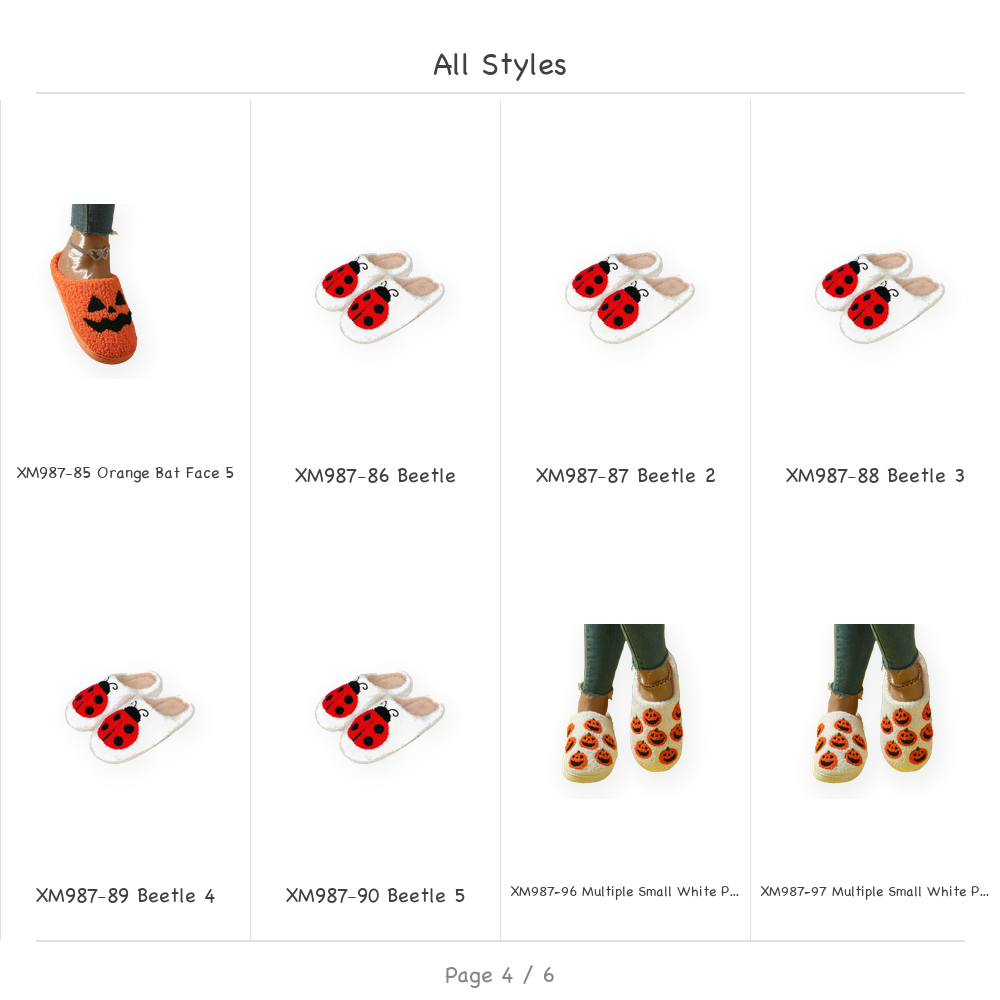 All Styles
XM987-85 Orange Bat Face 5
XM987-86 Beetle
XM987-87 Beetle 2
XM987-88 Beetle 3
XM987-89 Beetle 4
XM987-90 Beetle 5
XM987-96 Multiple Small White P...
XM987-97 Multiple Small White P...
Page 4 / 6